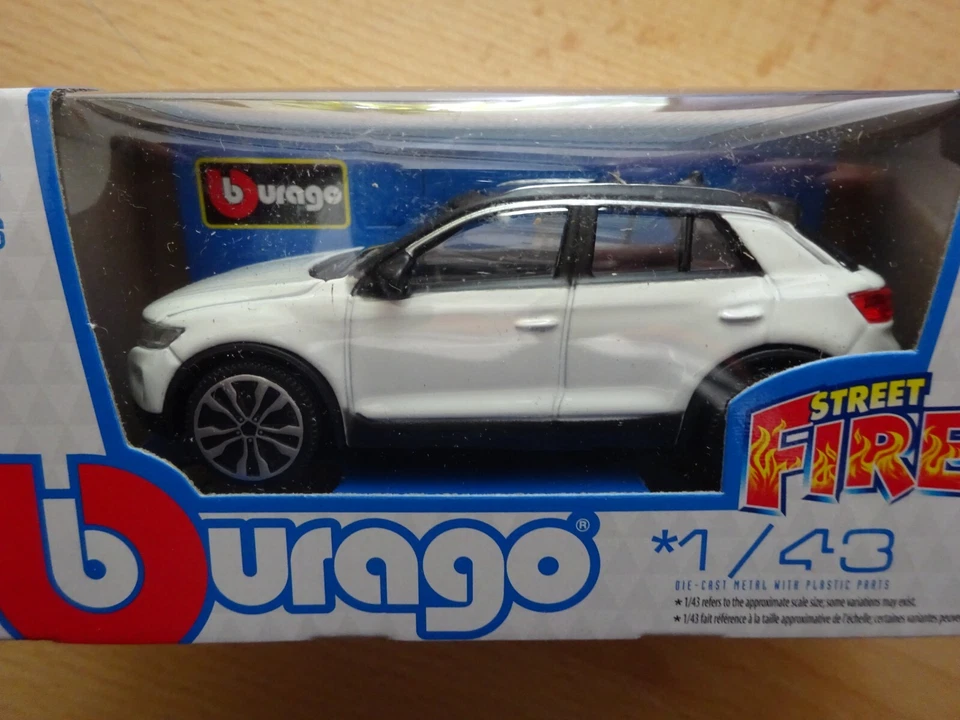 burago
STREET
FIRE
burago®
*1/43
DIE-CAST METAL WITH PLASTIC PARTS
* 1/43 refers to the approximate scale size; some variations may exist.
* 1/43 fait référence à la taille approximative de l'échelle; certaines variantes peuve